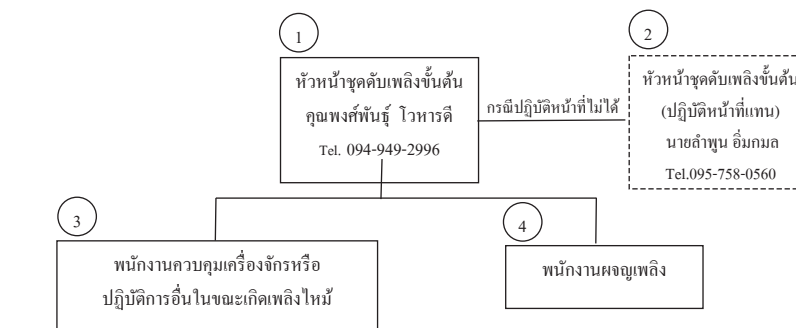 1
หัวหน้าชุดดับเพลิงขั้นต้น
คุณพงศ์พันธุ์ โวหารดี
Tel. 094-949-2996
กรณีปฏิบัติหน้าที่ไม่ได้
2
หัวหน้าชุดดับเพลิงขั้นต้น
(ปฏิบัติหน้าที่แทน)
นายลำพูน อิ่มกมล
Tel.095-758-0560
3
พนักงานควบคุมเครื่องจักรหรือ
ปฏิบัติการอื่นในขณะเกิดเพลิงไหม้
4
พนักงานผจญเพลิง